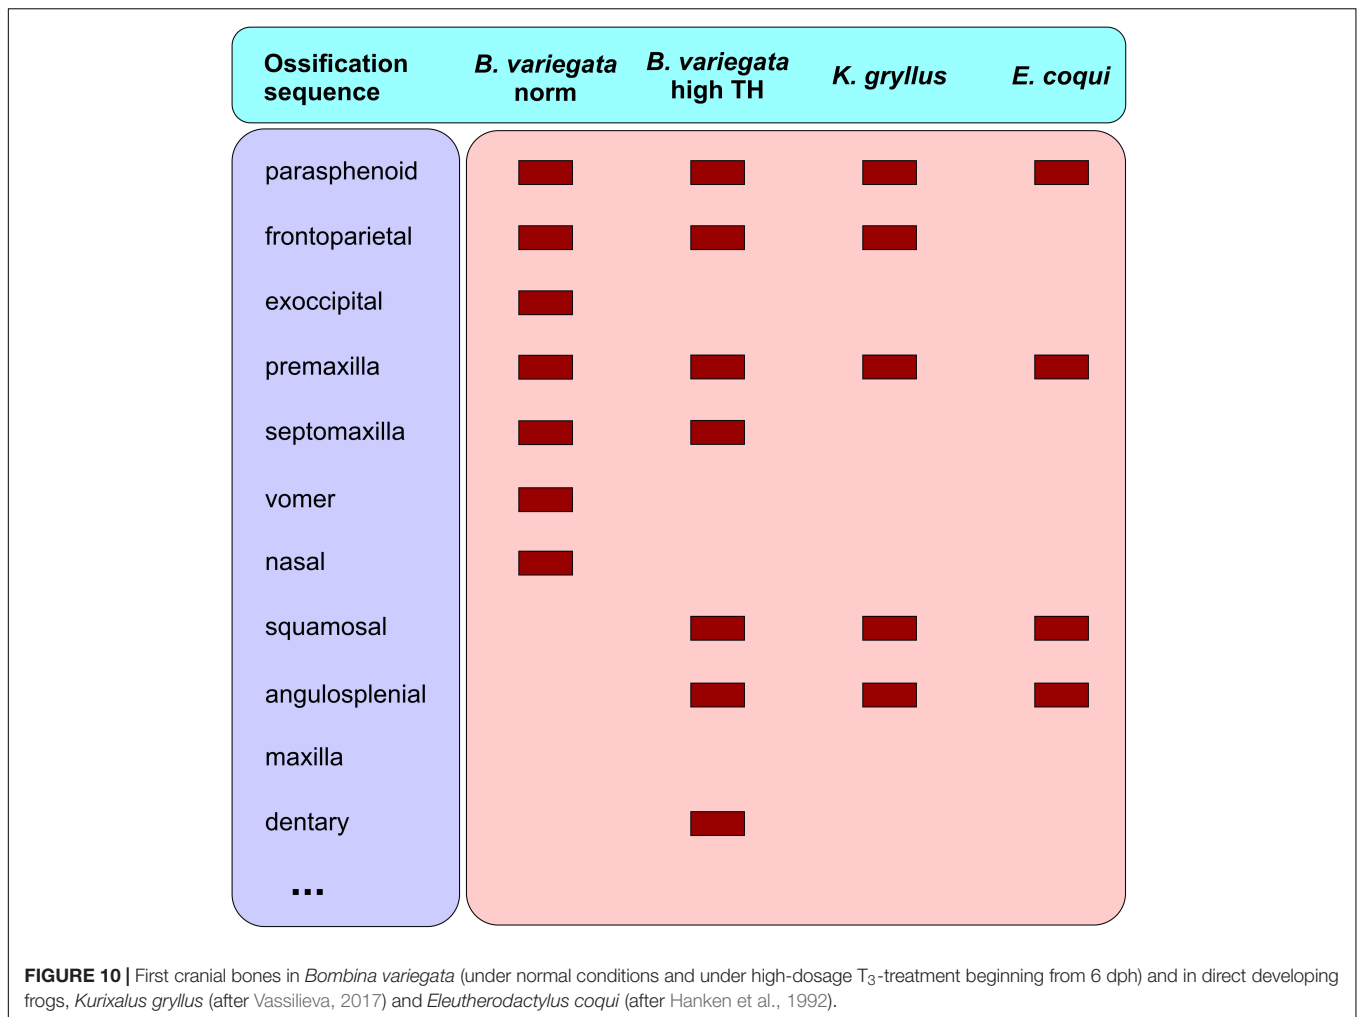 Ossification sequence
B. variegata norm
B. variegata high TH
K. gryllus
E. coqui
parasphenoid
frontoparietal
exoccipital
premaxilla
septomaxilla
vomer
nasal
squamosal
angulosplenial
maxilla
dentary
...
FIGURE 10 | First cranial bones in Bombina variegata (under normal conditions and under high-dosage T3-treatment beginning from 6 dph) and in direct developing
frogs, Kurixalus gryllus (after Vassilieva, 2017) and Eleutherodactylus coqui (after Hanken et al., 1992).